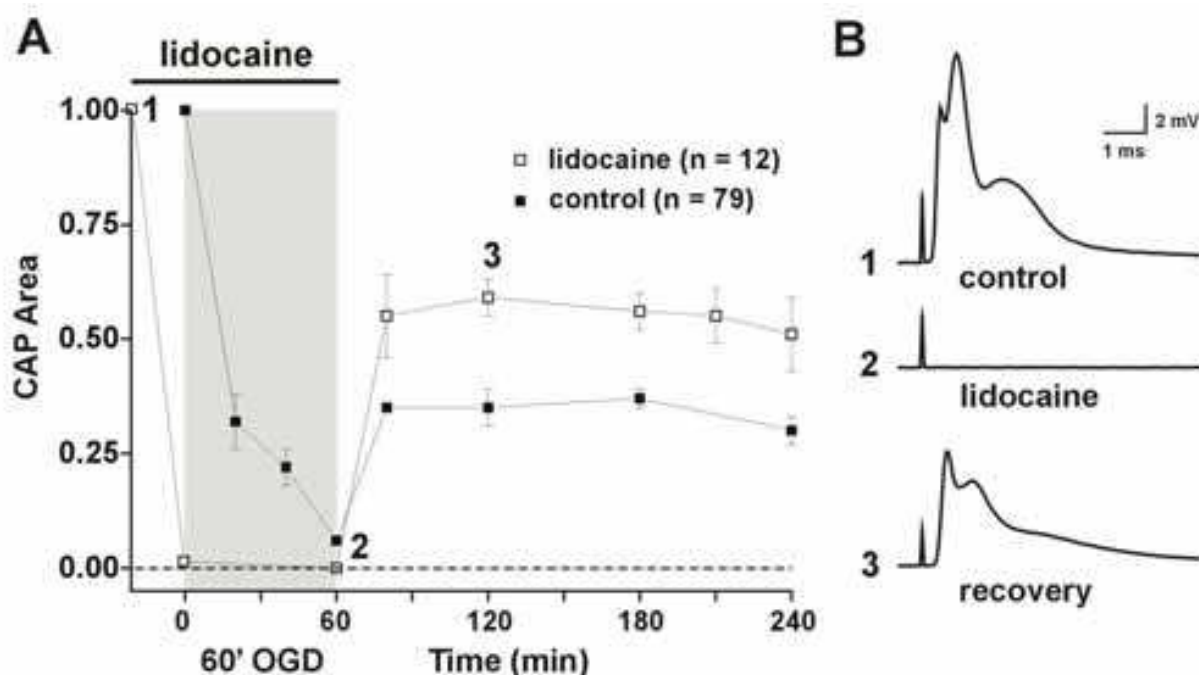 A
lidocaine
1.00
1
0.75
0.50
0.25
0.00
CAP Area
lidocaine (n = 12)
control (n = 79)
3
2
0
60
120
180
240
60' OGD
Time (min)
B
2 mV
1 ms
1
control
2
lidocaine
3
recovery